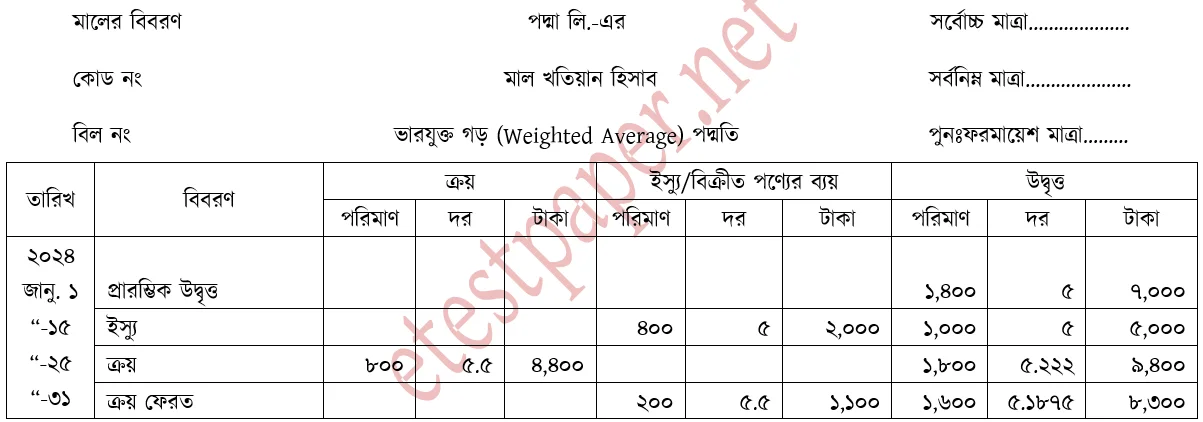 মালের বিবরণ পদ্মা লি.-এর সর্বোচ্চ মাত্রা....................
কোড নং মাল খতিয়ান হিসাব সর্বনিম্ন মাত্রা.....................
বিল নং ভারযুক্ত গড় (Weighted Average) পদ্মতি পুনঃফরমায়েশ মাত্রা.........
তারিখ বিবরণ ক্রয় ইস্যু/বিক্রীত পণ্যের ব্যয় উদ্বৃত্ত
পরিমাণ দর টাকা পরিমাণ দর টাকা পরিমাণ দর টাকা
২০২৪
জানু. ১ প্রারম্ভিক উদ্বৃত্ত ১,৪০০ ৫ ৭,০০০
“-১৫ ইস্যু ৪০০ ৫ ২,০০০ ১,০০০ ৫ ৫,০০০
“-২৫ ক্রয় ৮০০ ৫.৫ ৪,৪০০ ১,৮০০ ৫.২২২ ৯,৪০০
“-৩১ ক্রয় ফেরত ২০০ ৫.৫ ১,১০০ ১,৬০০ ৫.১৮৭৫ ৮,৩০০
etestpaper.net